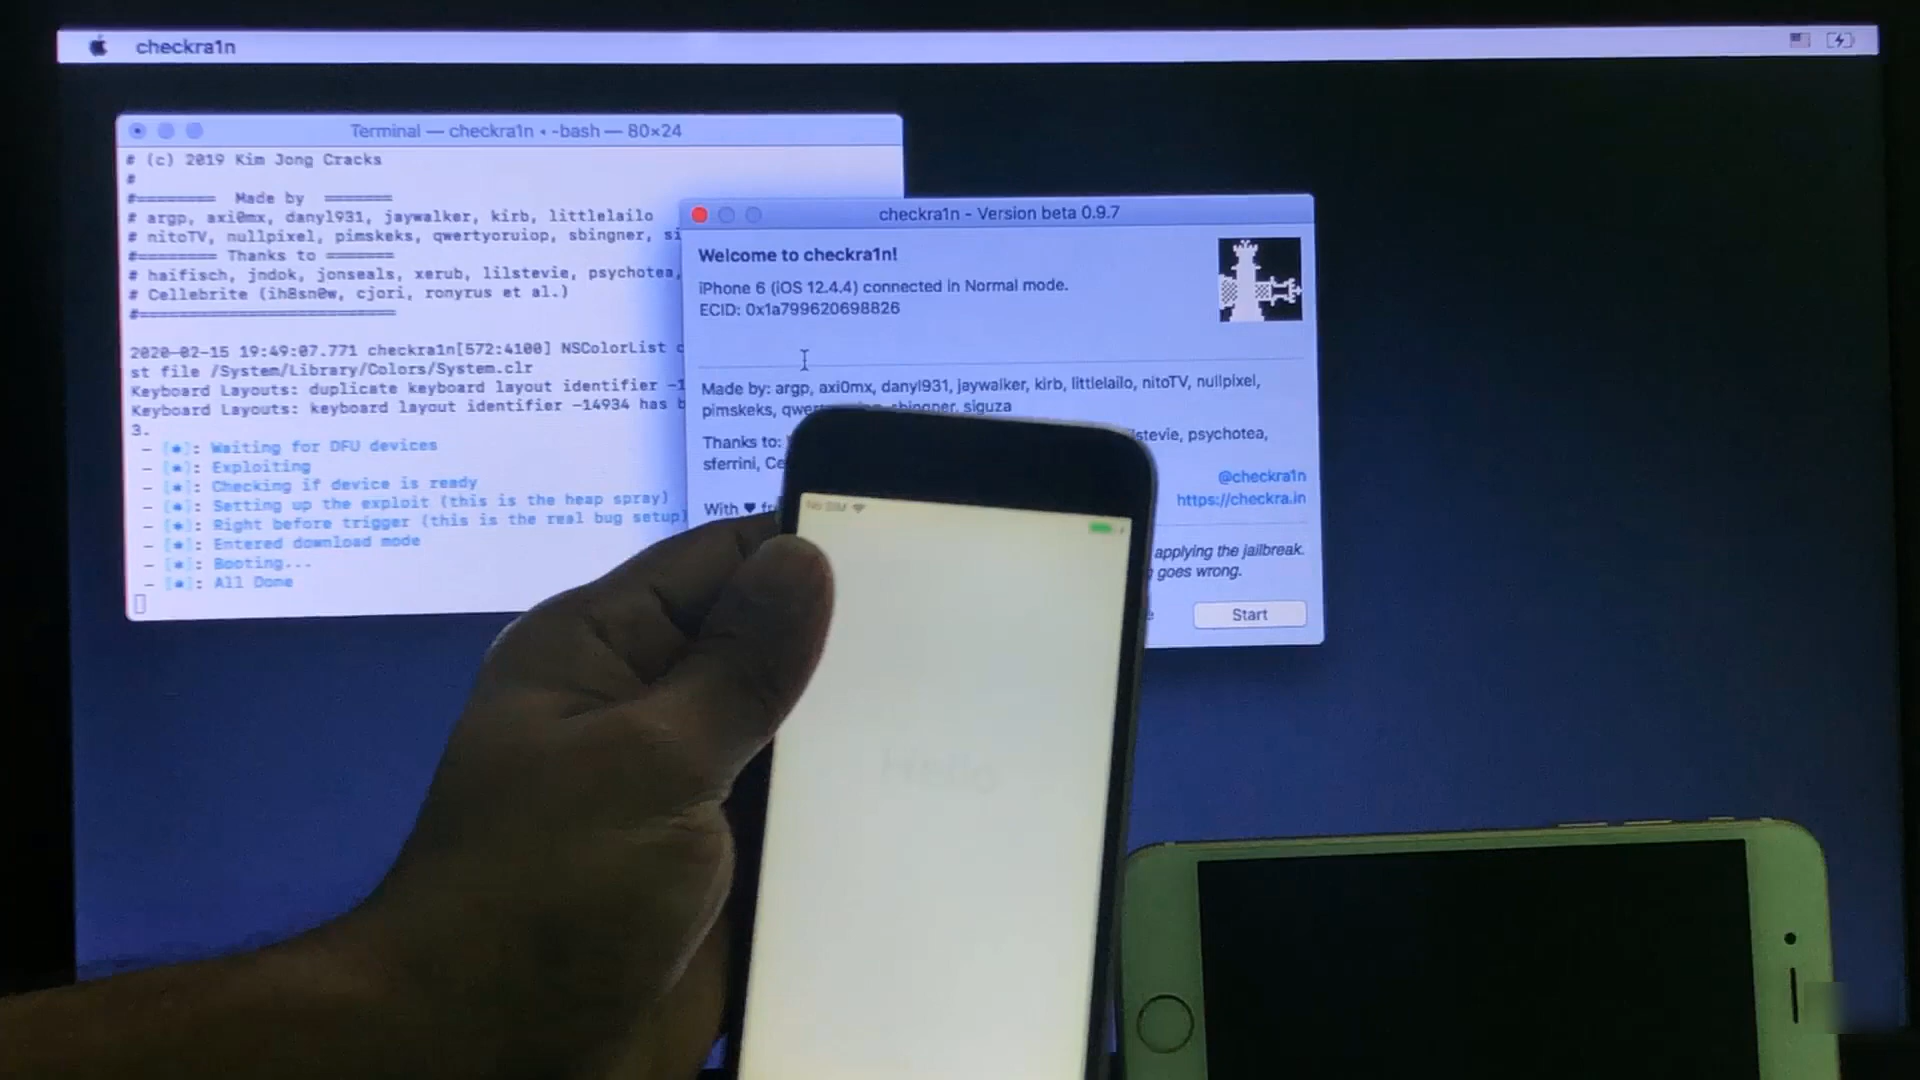 checkra1n
Terminal — checkra1n • -bash — 80×24
# (c) 2019 Kim Jong Cracks
#
#======== Made by =======
# argp, axi0mx, danyl931, jaywalker, kirb, littlelailo
# nitoTV, nullpixel, pimskeks, qwertyoruiop, sbingner, si
#======== Thanks to =======
# haifisch, jndok, jonseals, xerub, lilstevie, psychotea,
# Cellebrite (ih8sn0w, cjori, ronyrus et al.)
#==========================
2020-02-15 19:49:07.771 checkra1n[572:4100] NSColorList
st file /System/Library/Colors/System.clr
Keyboard Layouts: duplicate keyboard layout identifier -1
Keyboard Layouts: keyboard layout identifier -14934 has b
3.
- [*]: Waiting for DFU devices
- [*]: Exploiting
- [*]: Checking if device is ready
- [*]: Setting up the exploit (this is the heap spray)
- [*]: Right before trigger (this is the real bug setup)
- [*]: Entered download mode
- [*]: Booting...
- [*]: All Done
checkra1n - Version beta 0.9.7
Welcome to checkra1n!
iPhone 6 (iOS 12.4.4) connected in Normal mode.
ECID: 0x1a799620698826
Made by: argp, axi0mx, danyl931, jaywalker, kirb, littlelailo, nitoTV, nullpixel,
pimskeks, sbingner, siguza
Thanks to: stevie, psychotea,
sferrini,
@checkra1n
With ♥
https://checkra.in
applying the jailbreak.
goes wrong.
Start
No SIM
Hello